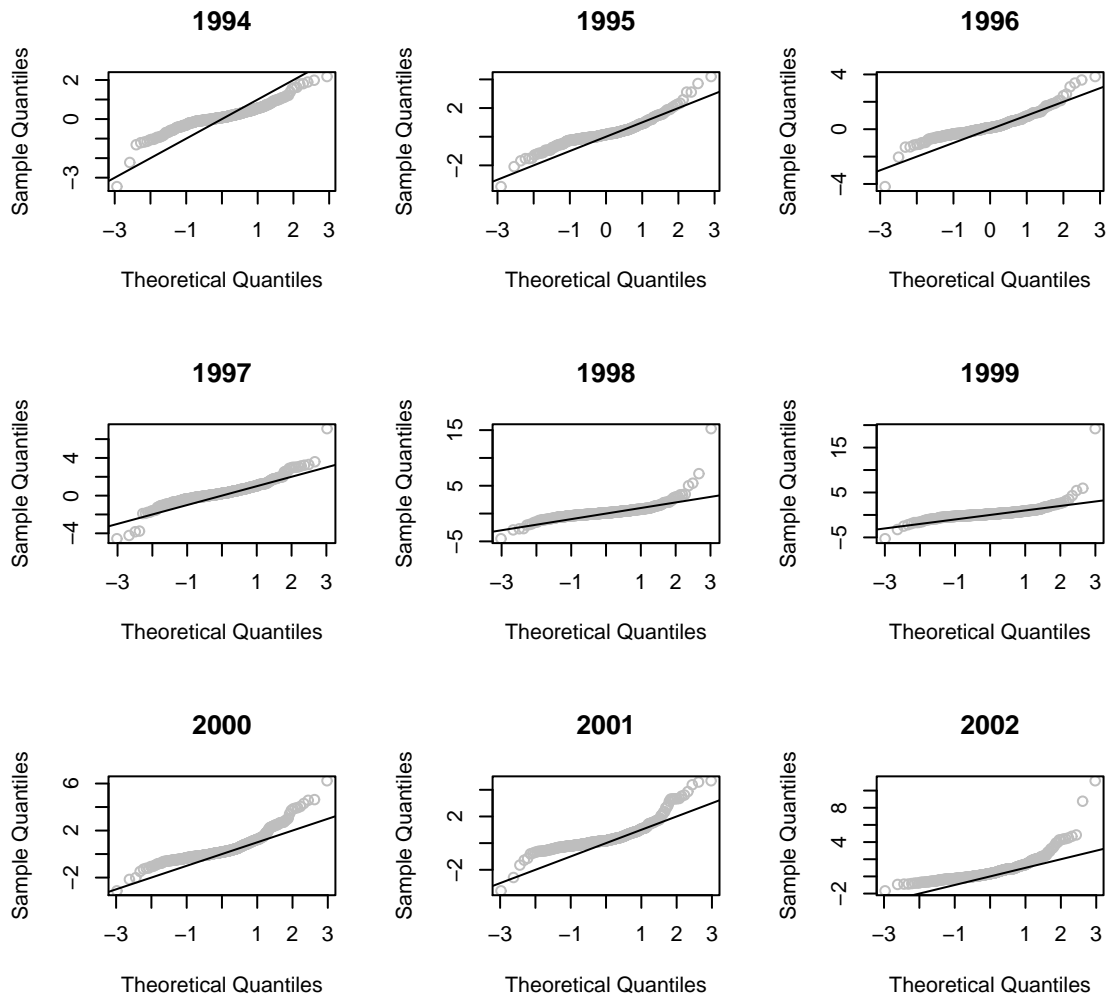 1994 1995 1996
Sample Quantiles Sample Quantiles Sample Quantiles
2 2 4
0 −2 0
−3 −4
−3 −1 1 2 3 −3 −1 0 1 2 3 −3 −1 0 1 2 3
Theoretical Quantiles Theoretical Quantiles Theoretical Quantiles
1997 1998 1999
Sample Quantiles Sample Quantiles Sample Quantiles
4 15 15
0 5 5
−4 −5 −5
−3 −1 1 2 3 −3 −1 1 2 3 −3 −1 1 2 3
Theoretical Quantiles Theoretical Quantiles Theoretical Quantiles
2000 2001 2002
Sample Quantiles Sample Quantiles Sample Quantiles
6 2 8
2 −2 4
−2 −2
−3 −1 1 2 3 −3 −1 1 2 3 −3 −1 1 2 3
Theoretical Quantiles Theoretical Quantiles Theoretical Quantiles